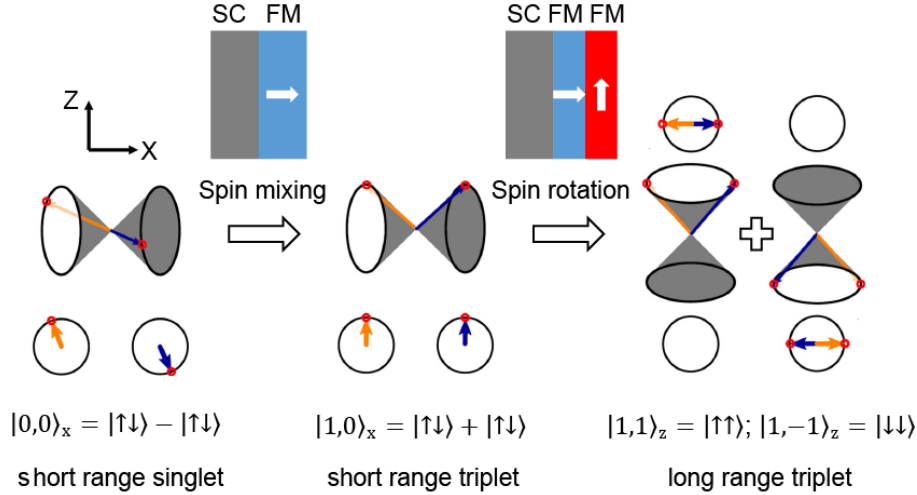 SC FM
SC FM FM
Z
X
Spin mixing
Spin rotation
|0,0⟩ₓ = |↑↓⟩ − |↑↓⟩
|1,0⟩ₓ = |↑↓⟩ + |↑↓⟩
|1,1⟩z = |↑↑⟩; |1,−1⟩z = |↓↓⟩
short range singlet
short range triplet
long range triplet